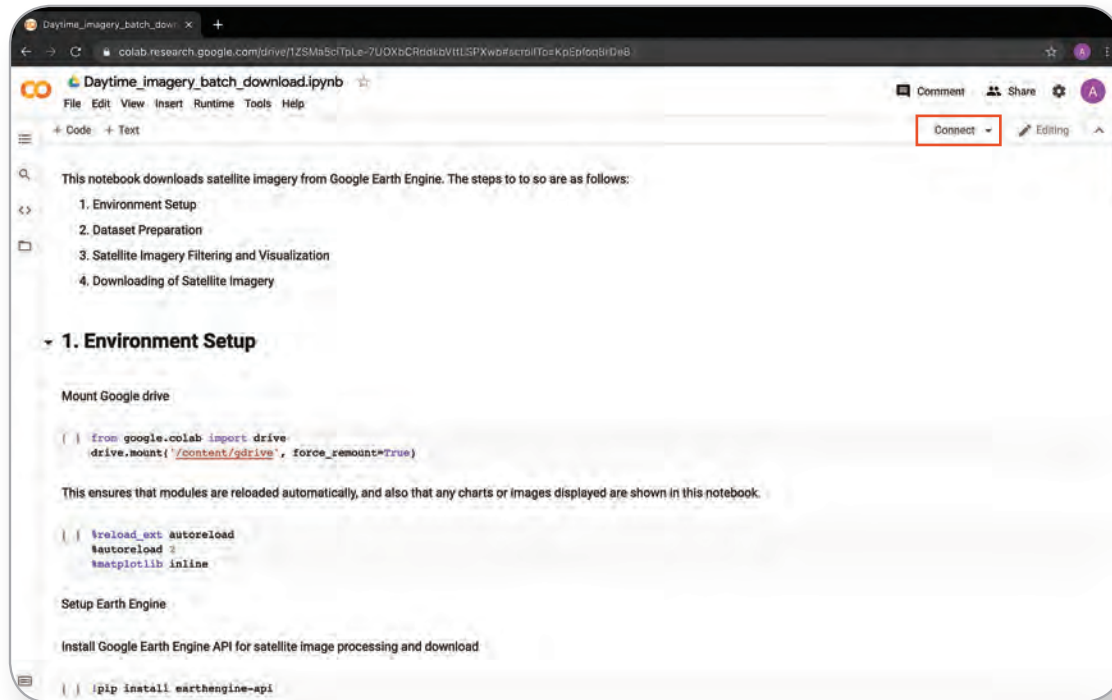 Daytime_imagery_batch_down
colab.research.google.com/drive/
Daytime_imagery_batch_download.ipynb
Comment Share A
File Edit View Insert Runtime Tools Help
+ Code + Text
Connect Editing
This notebook downloads satellite imagery from Google Earth Engine. The steps to to so are as follows:
1. Environment Setup
2. Dataset Preparation
3. Satellite Imagery Filtering and Visualization
4. Downloading of Satellite Imagery
1. Environment Setup
Mount Google drive
[ ] from google.colab import drive
drive.mount('/content/gdrive', force_remount=True)
This ensures that modules are reloaded automatically, and also that any charts or images displayed are shown in this notebook.
[ ] %reload_ext autoreload
%autoreload 2
%matplotlib inline
Setup Earth Engine
Install Google Earth Engine API for satellite image processing and download
[ ] !pip install earthengine-api